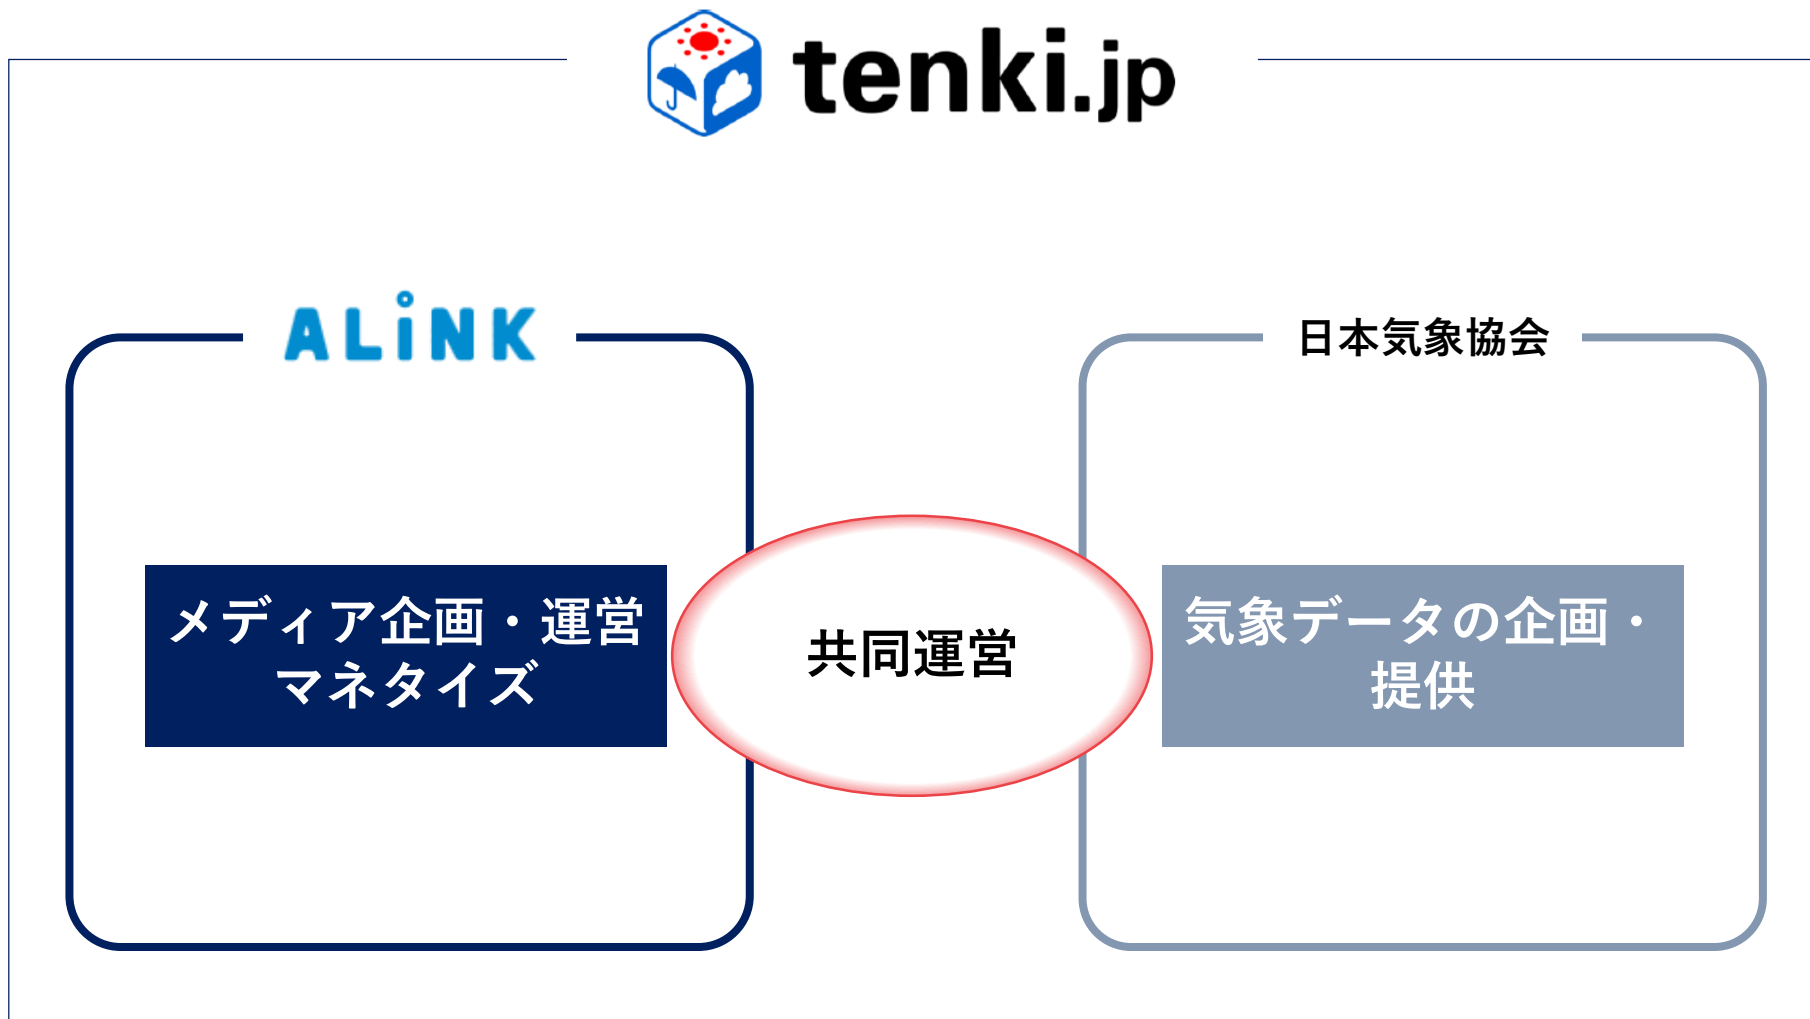 tenki.jp
ALiNK
日本気象協会
メディア企画・運営
マネタイズ
共同運営
気象データの企画・
提供